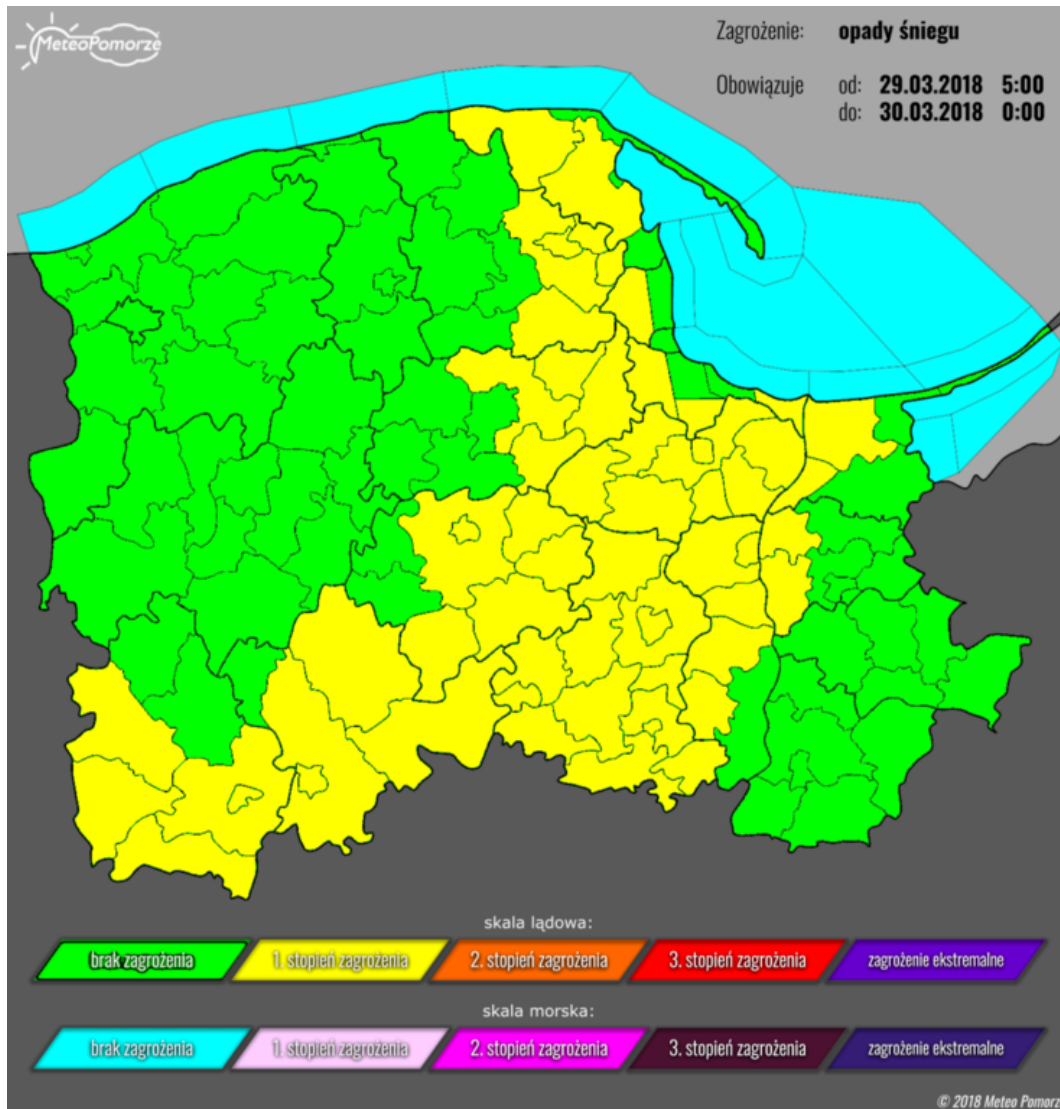 MeteoPomorze
Zagrożenie: opady śniegu
Obowiązuje od: 29.03.2018 5:00
do: 30.03.2018 0:00
skala lądowa:
brak zagrożenia 1. stopień zagrożenia 2. stopień zagrożenia 3. stopień zagrożenia zagrożenie ekstremalne
skala morska:
brak zagrożenia 1. stopień zagrożenia 2. stopień zagrożenia 3. stopień zagrożenia zagrożenie ekstremalne
© 2018 Meteo Pomorz